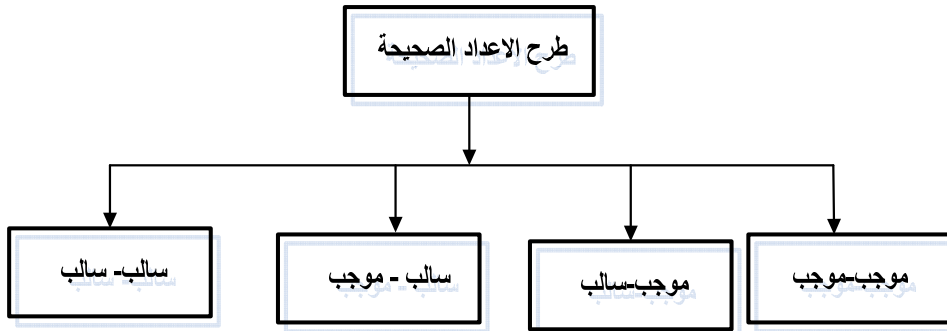 طرح الاعداد الصحيحة
موجب-موجب
موجب-سالب
سالب - موجب
سالب- سالب